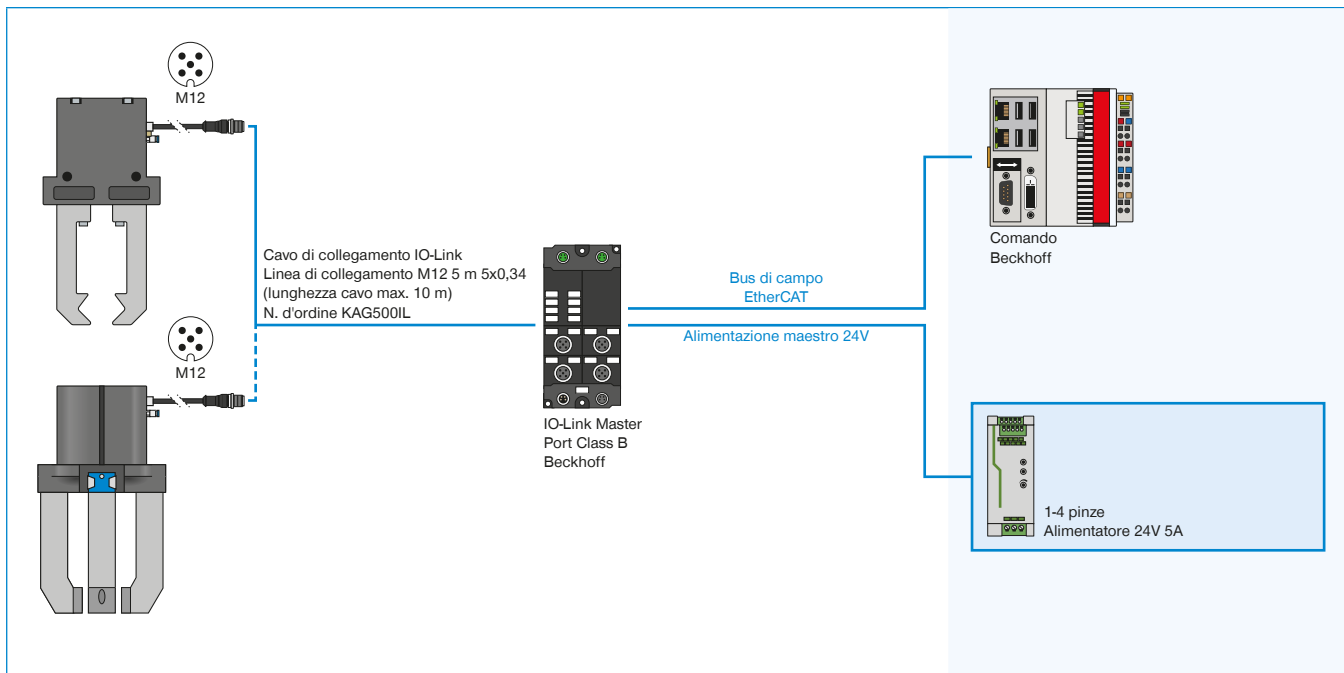 M12
Cavo di collegamento IO-Link
Linea di collegamento M12 5 m 5x0,34
(lunghezza cavo max. 10 m)
N. d'ordine KAG500IL
M12
IO-Link Master
Port Class B
Beckhoff
Bus di campo
EtherCAT
Alimentazione maestro 24V
Comando
Beckhoff
1-4 pinze
Alimentatore 24V 5A